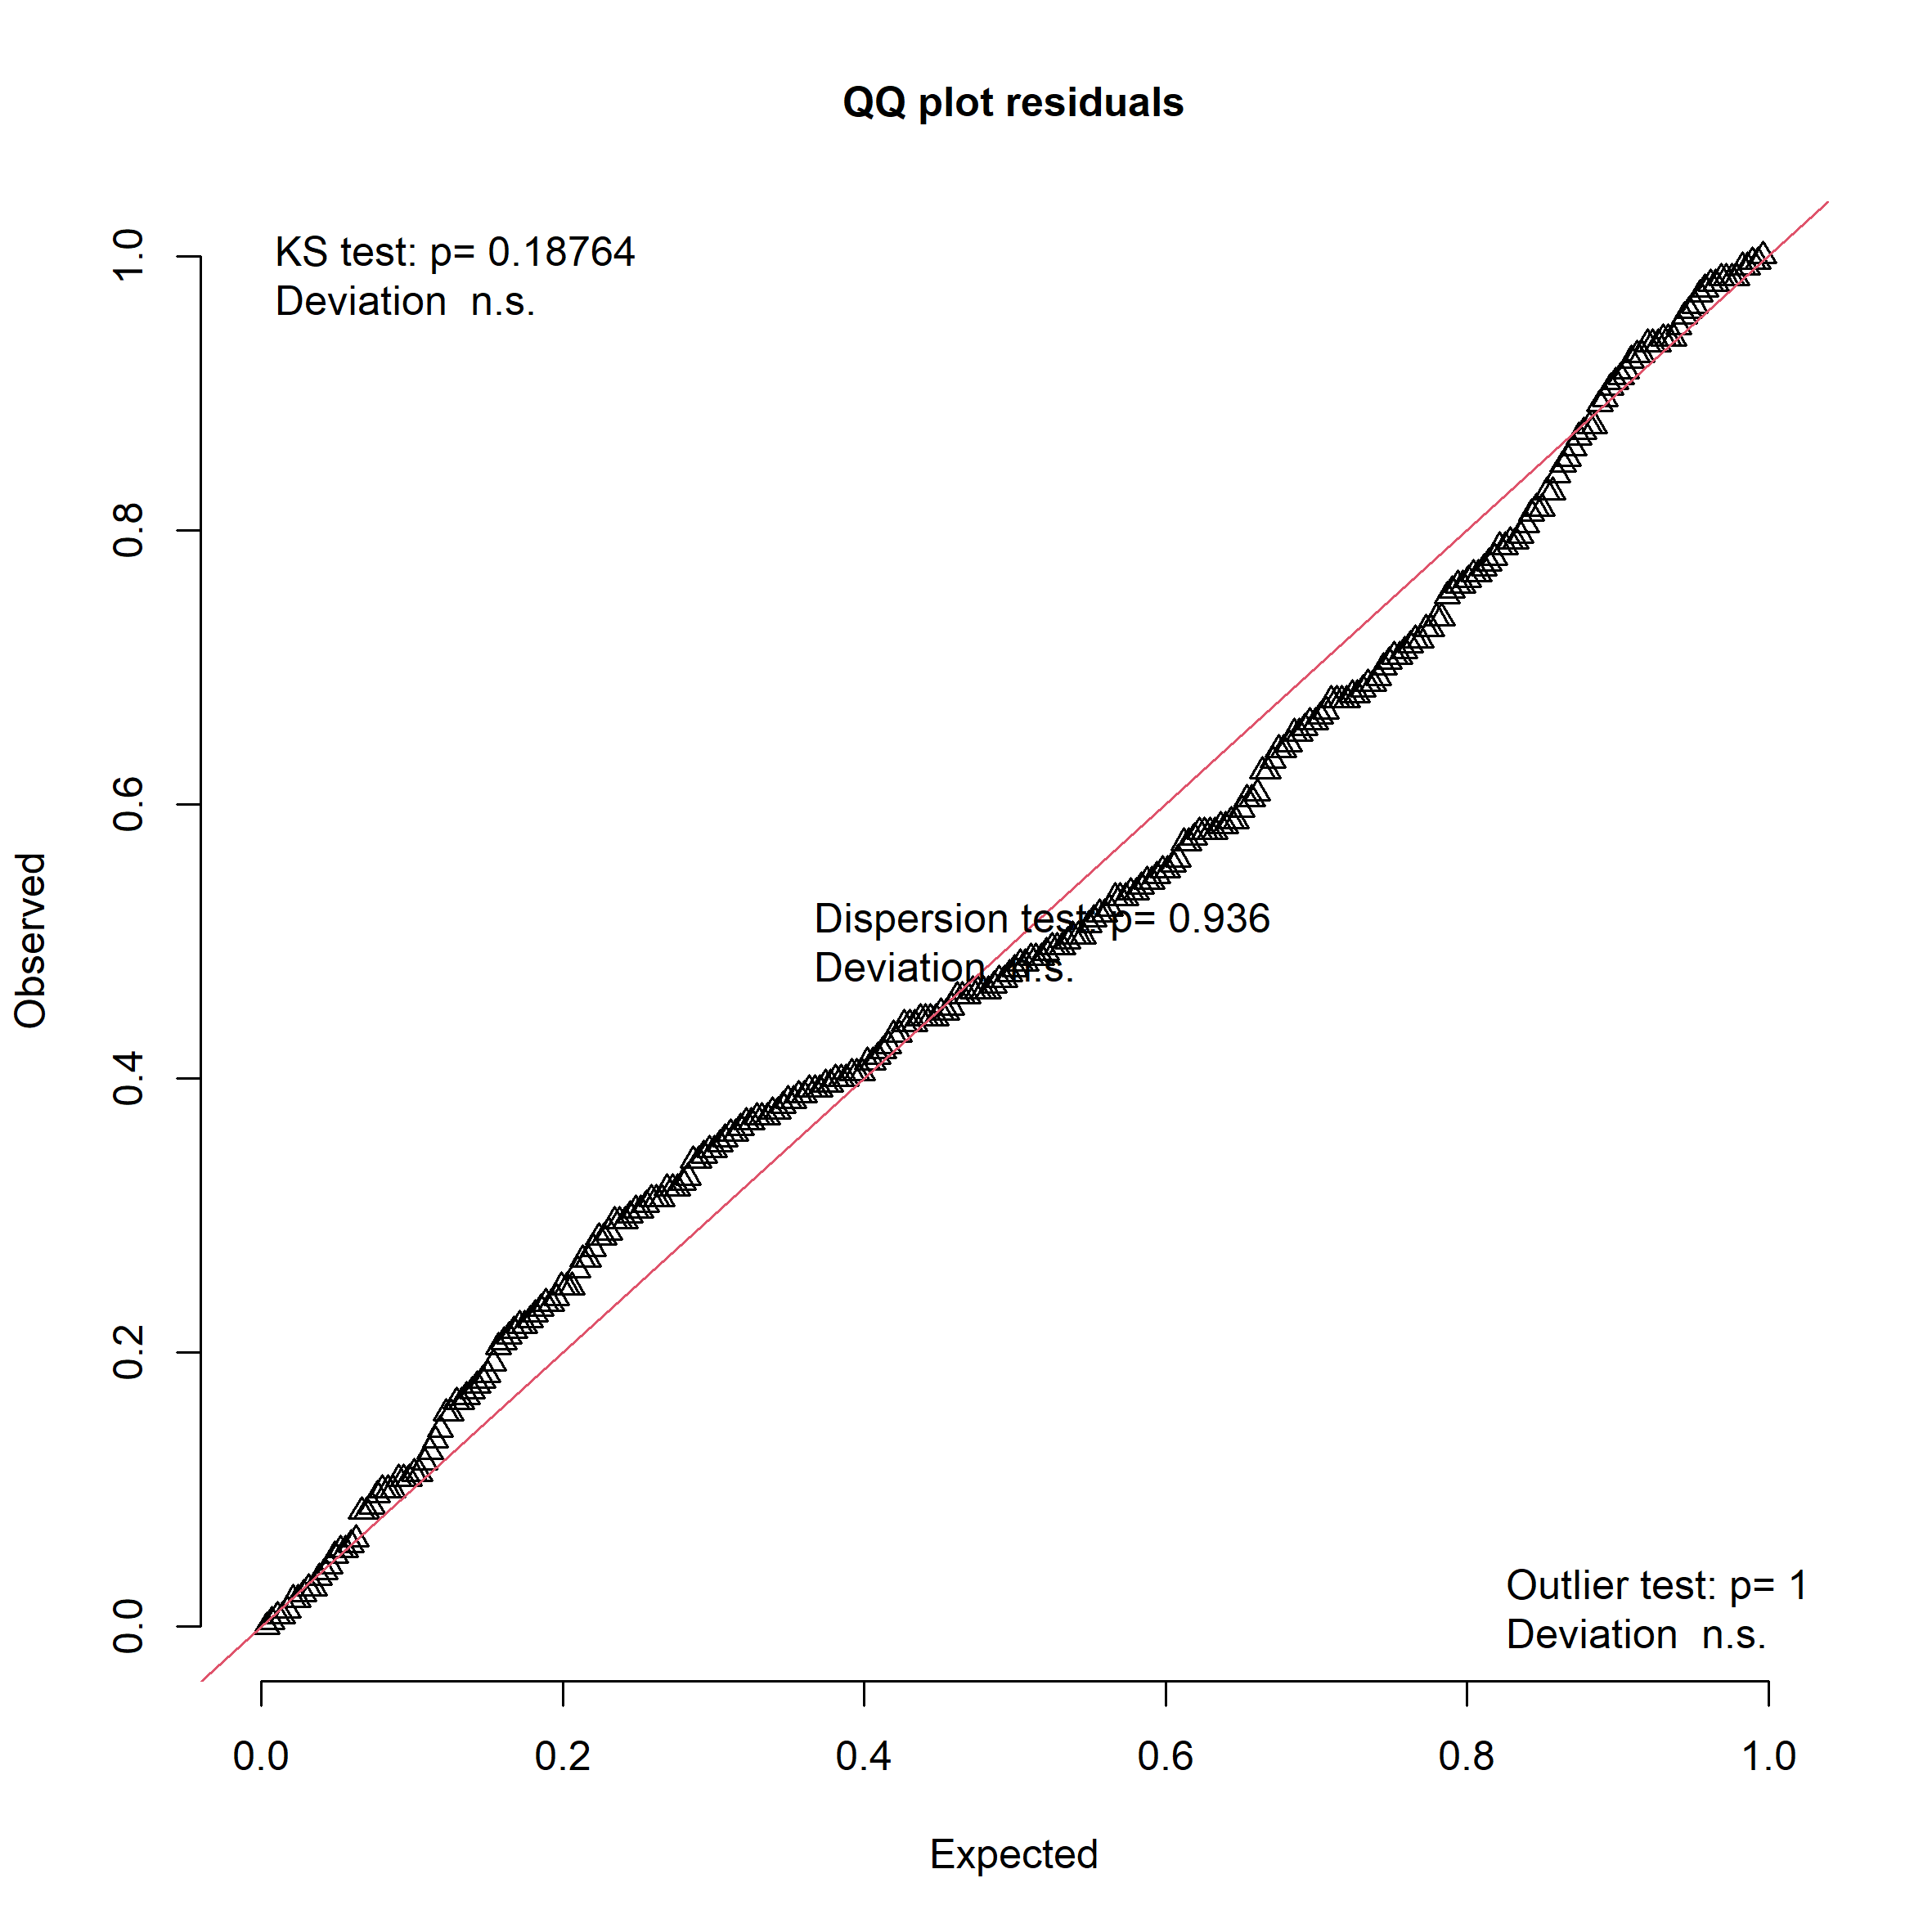 QQ plot residuals
KS test: p= 0.18764
Deviation n.s.
Dispersion test: p= 0.936
Deviation n.s.
Outlier test: p= 1
Deviation n.s.
Observed
0.0 0.2 0.4 0.6 0.8 1.0
0.0 0.2 0.4 0.6 0.8 1.0
Expected